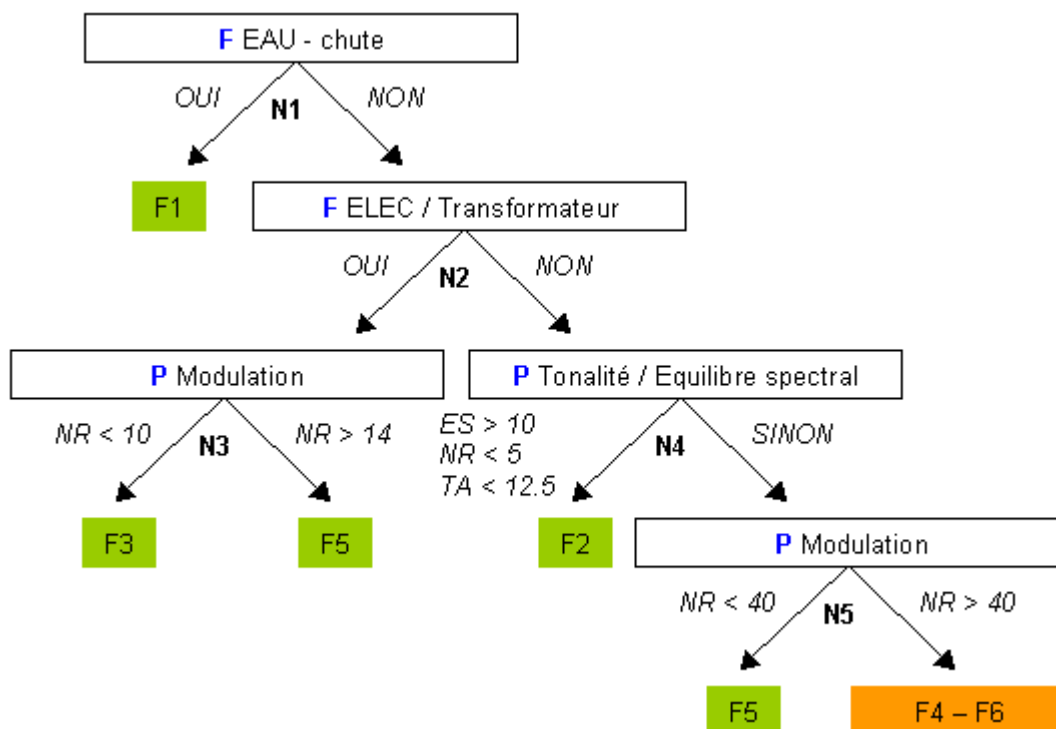 F EAU - chute
OUI
N1
NON
F1
F ELEC / Transformateur
OUI
N2
NON
P Modulation
P Tonalité / Equilibre spectral
NR < 10
N3
NR > 14
ES > 10
NR < 5
TA < 12.5
N4
SINON
F3
F5
F2
P Modulation
NR < 40
N5
NR > 40
F5
F4 – F6